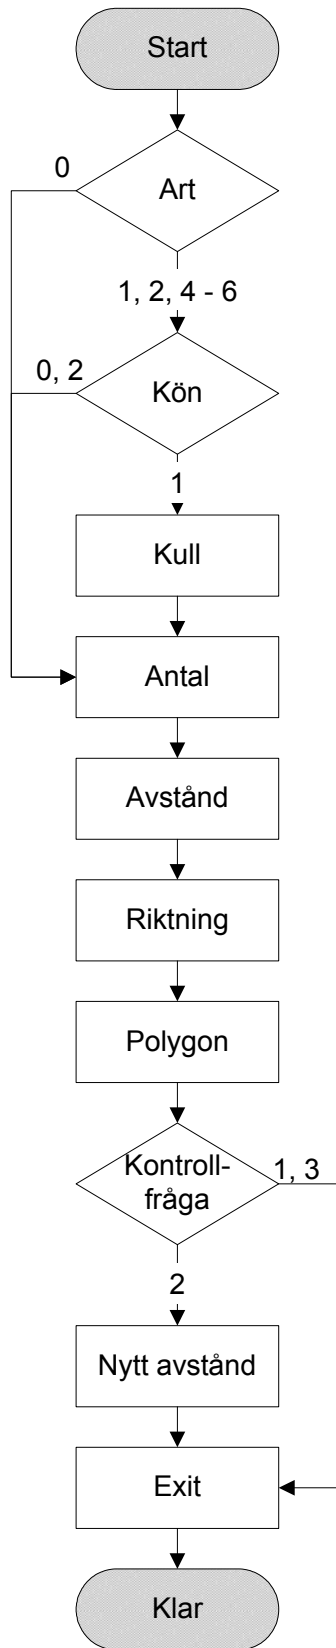 Start
0
Art
1, 2, 4 - 6
0, 2
Kön
1
Kull
Antal
Avstånd
Riktning
Polygon
Kontroll-
fråga
1, 3
2
Nytt avstånd
Exit
Klar